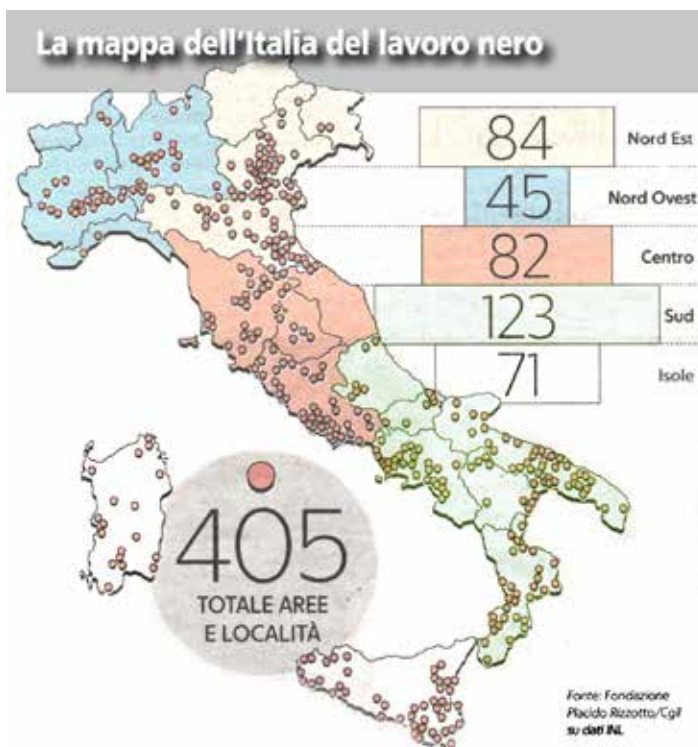 La mappa dell'Italia del lavoro nero
84
Nord Est
45
Nord Ovest
82
Centro
123
Sud
71
Isole
405
TOTALE AREE
E LOCALITÀ
Fonte: Fondazione
Placido Rizzotto/Cgil
su dati INL